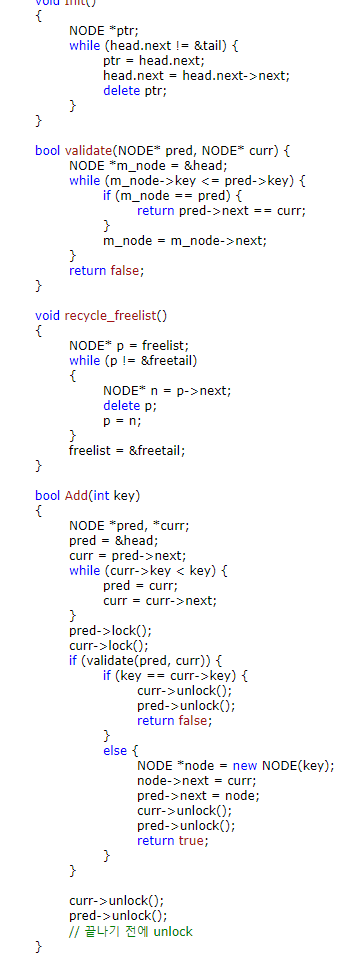 void Init()
{
NODE *ptr;
while (head.next != &tail) {
ptr = head.next;
head.next = head.next->next;
delete ptr;
}
}
bool validate(NODE* pred, NODE* curr) {
NODE *m_node = &head;
while (m_node->key <= pred->key) {
if (m_node == pred) {
return pred->next == curr;
}
m_node = m_node->next;
}
return false;
}
void recycle_freelist()
{
NODE* p = freelist;
while (p != &freetail)
{
NODE* n = p->next;
delete p;
p = n;
}
freelist = &freetail;
}
bool Add(int key)
{
NODE *pred, *curr;
pred = &head;
curr = pred->next;
while (curr->key < key) {
pred = curr;
curr = curr->next;
}
pred->lock();
curr->lock();
if (validate(pred, curr)) {
if (key == curr->key) {
curr->unlock();
pred->unlock();
return false;
}
else {
NODE *node = new NODE(key);
node->next = curr;
pred->next = node;
curr->unlock();
pred->unlock();
return true;
}
}
curr->unlock();
pred->unlock();
// 끝나기 전에 unlock
}